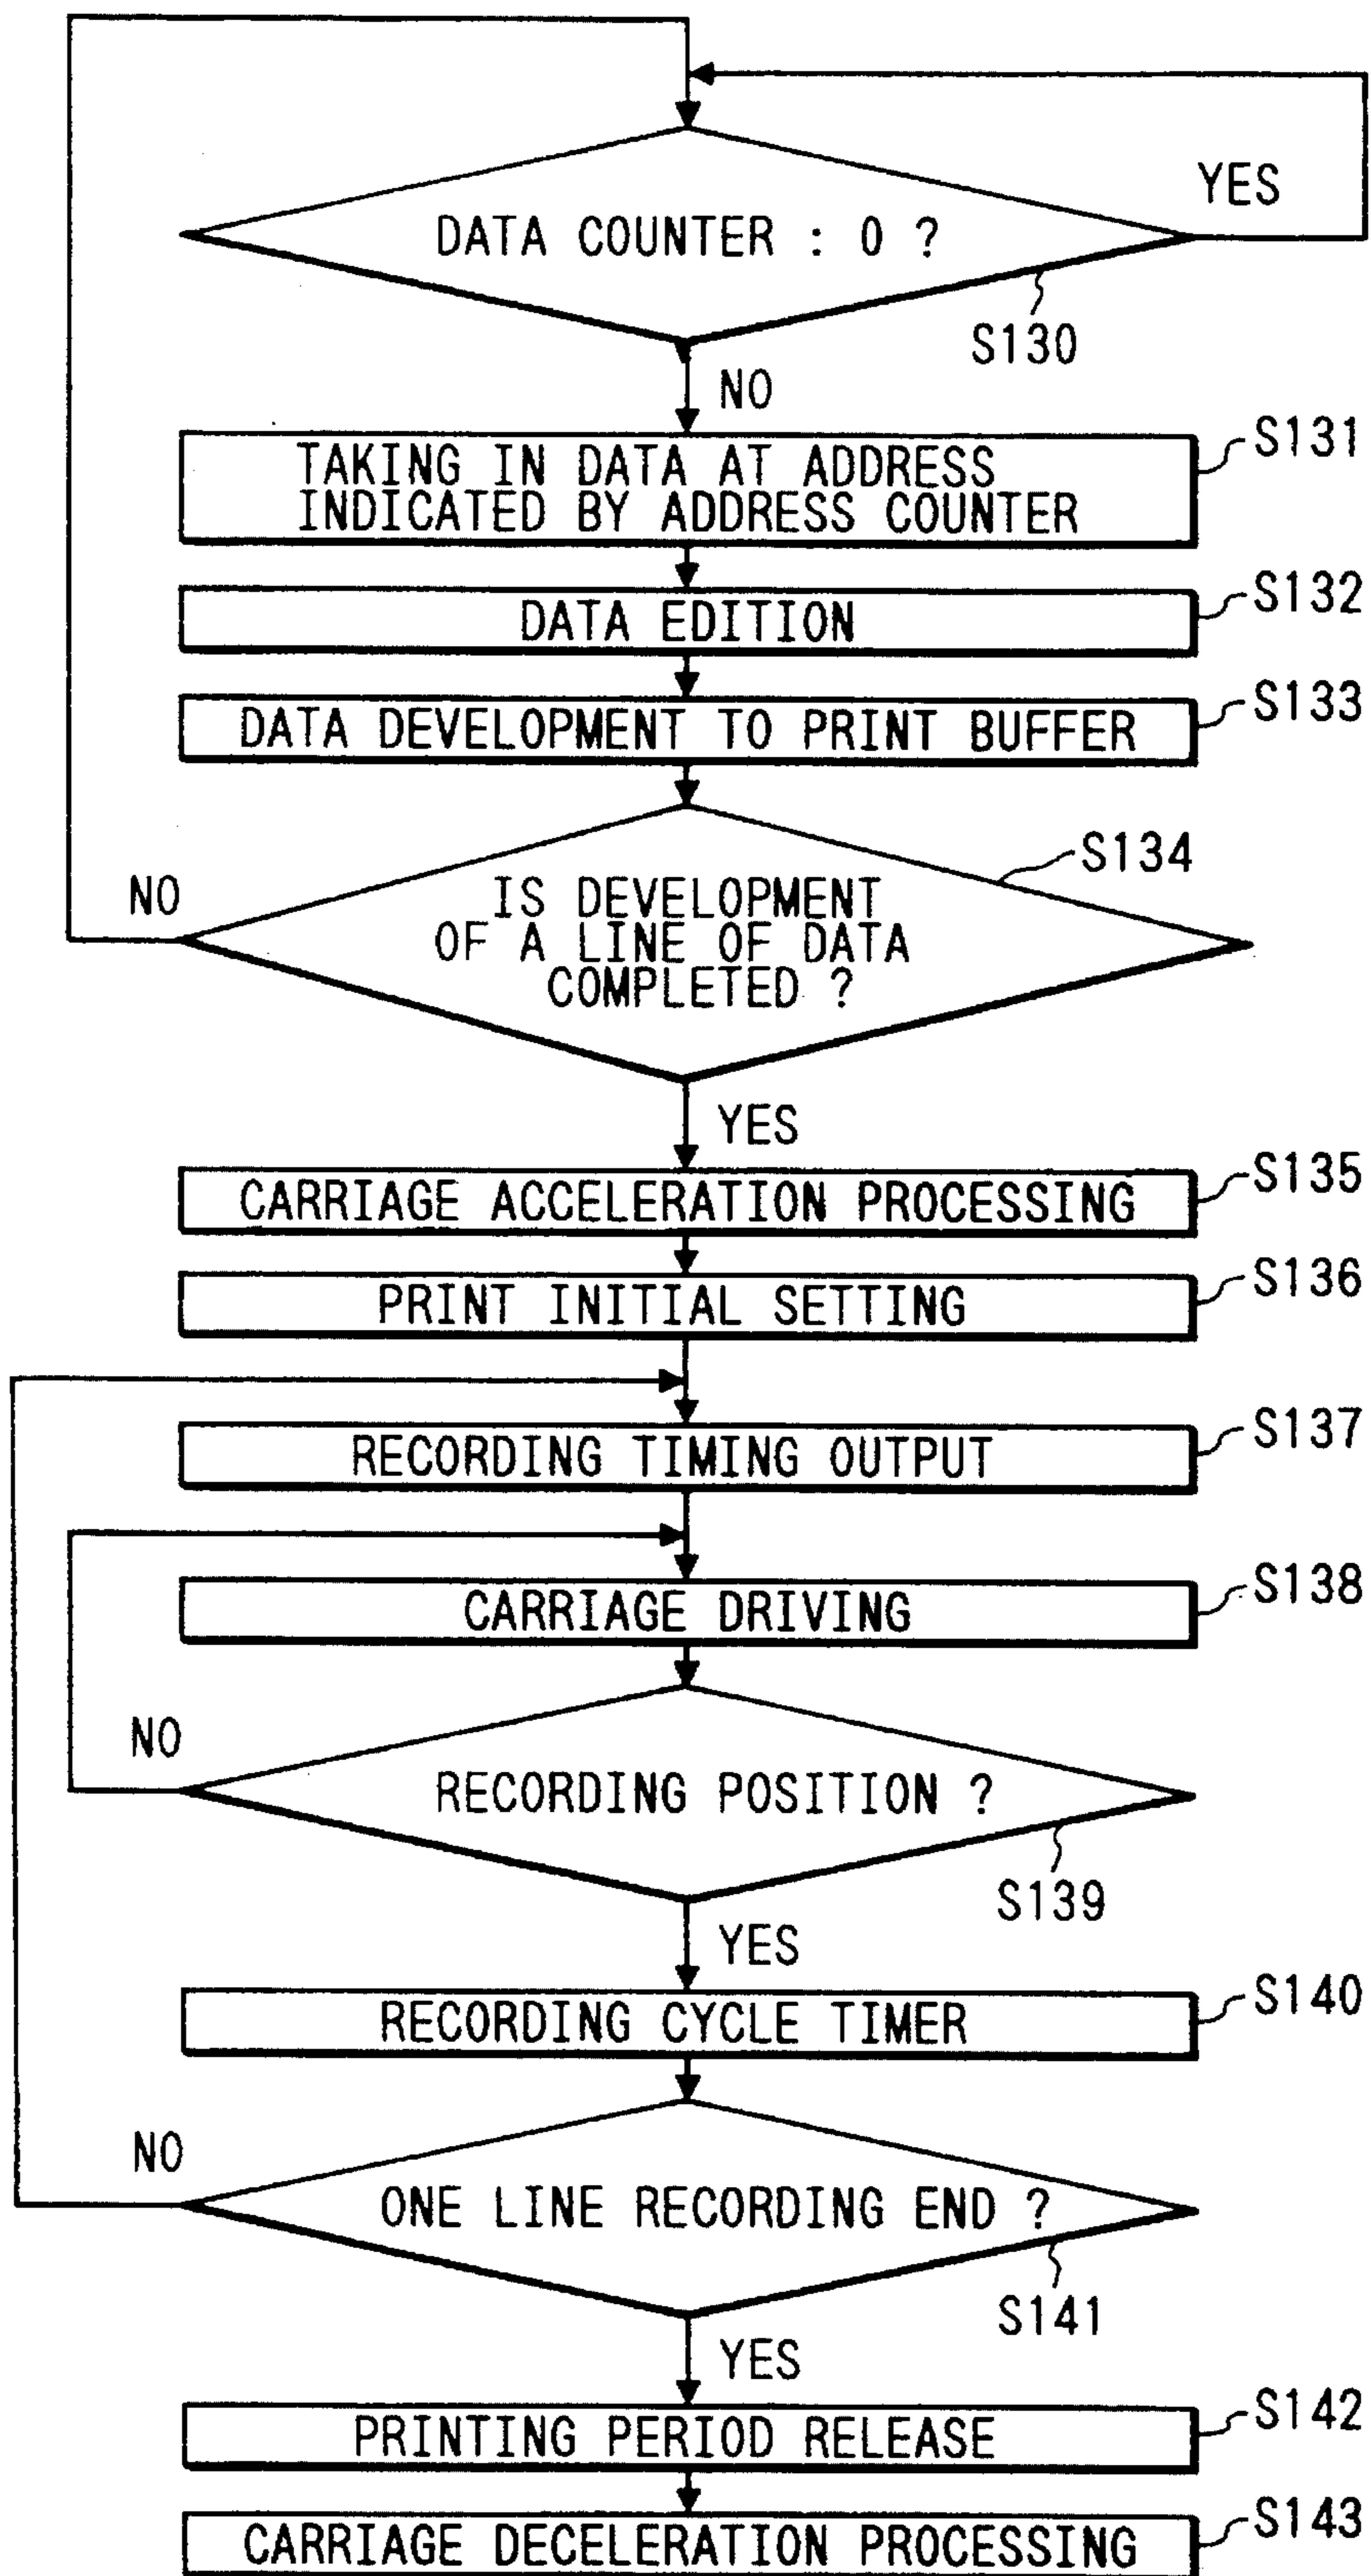 YES
DATA COUNTER : 0 ?
S130
NO
S131
TAKING IN DATA AT ADDRESS
INDICATED BY ADDRESS COUNTER
S132
DATA EDITION
S133
DATA DEVELOPMENT TO PRINT BUFFER
S134
NO
IS DEVELOPMENT
OF A LINE OF DATA
COMPLETED ?
YES
S135
CARRIAGE ACCELERATION PROCESSING
S136
PRINT INITIAL SETTING
S137
RECORDING TIMING OUTPUT
S138
CARRIAGE DRIVING
NO
RECORDING POSITION ?
S139
YES
S140
RECORDING CYCLE TIMER
NO
ONE LINE RECORDING END ?
S141
YES
S142
PRINTING PERIOD RELEASE
S143
CARRIAGE DECELERATION PROCESSING